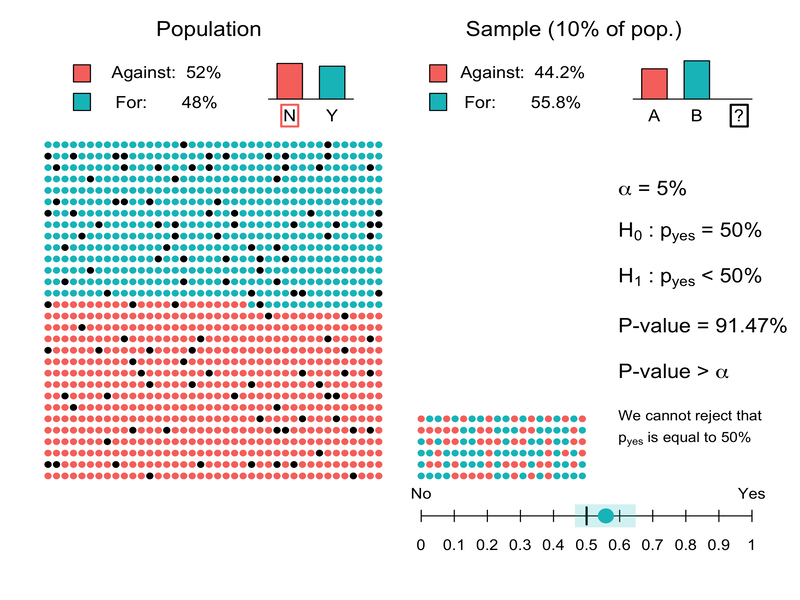 Population
Against: 52%
For: 48%
N Y
Sample (10% of pop.)
Against: 44.2%
For: 55.8%
A B ?
α = 5%
H0 : pyes = 50%
H1 : pyes < 50%
P-value = 91.47%
P-value > α
We cannot reject that
pyes is equal to 50%
No Yes
0 0.1 0.2 0.3 0.4 0.5 0.6 0.7 0.8 0.9 1